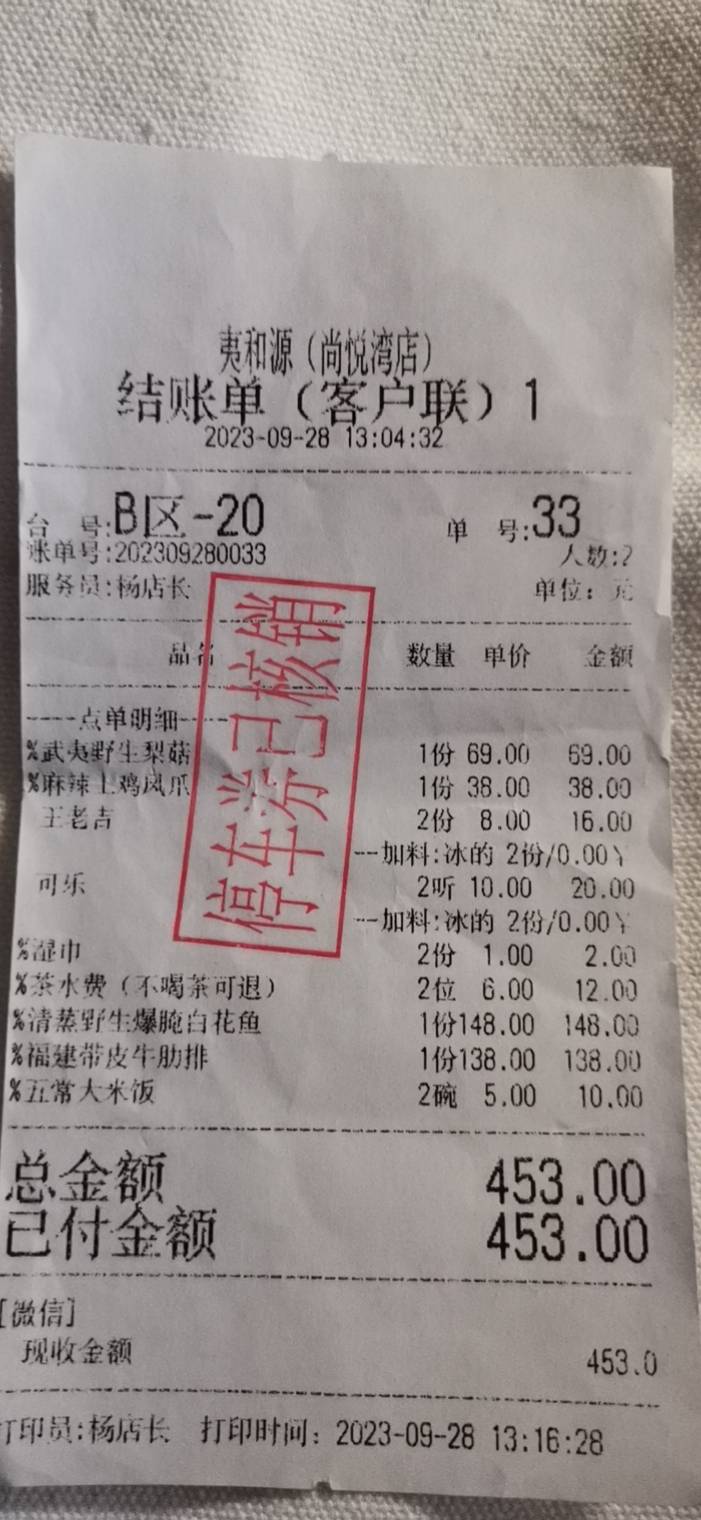 夷和源（尚悦湾店）
结账单（客户联）1
2023-09-28 13:04:32
台 号:B区-20 单 号:33
账单号:202309280033 人数:2
服务员:杨店长 单位: 元
品名 数量 单价 金额
----点单明细--
%武夷野生梨菇 1份 69.00 69.00
%麻辣土鸡凤爪 1份 38.00 38.00
王老吉 2份 8.00 16.00
--加料:冰的 2份/0.00￥
可乐 2听 10.00 20.00
--加料:冰的 2份/0.00￥
%湿巾 2份 1.00 2.00
%茶水费（不喝茶可退） 2位 6.00 12.00
%清蒸野生爆腌白花鱼 1份148.00 148.00
%福建带皮牛肋排 1份138.00 138.00
%五常大米饭 2碗 5.00 10.00
总金额 453.00
已付金额 453.00
[微信]
现收金额 453.0
打印员:杨店长 打印时间: 2023-09-28 13:16:28
停车券已核销